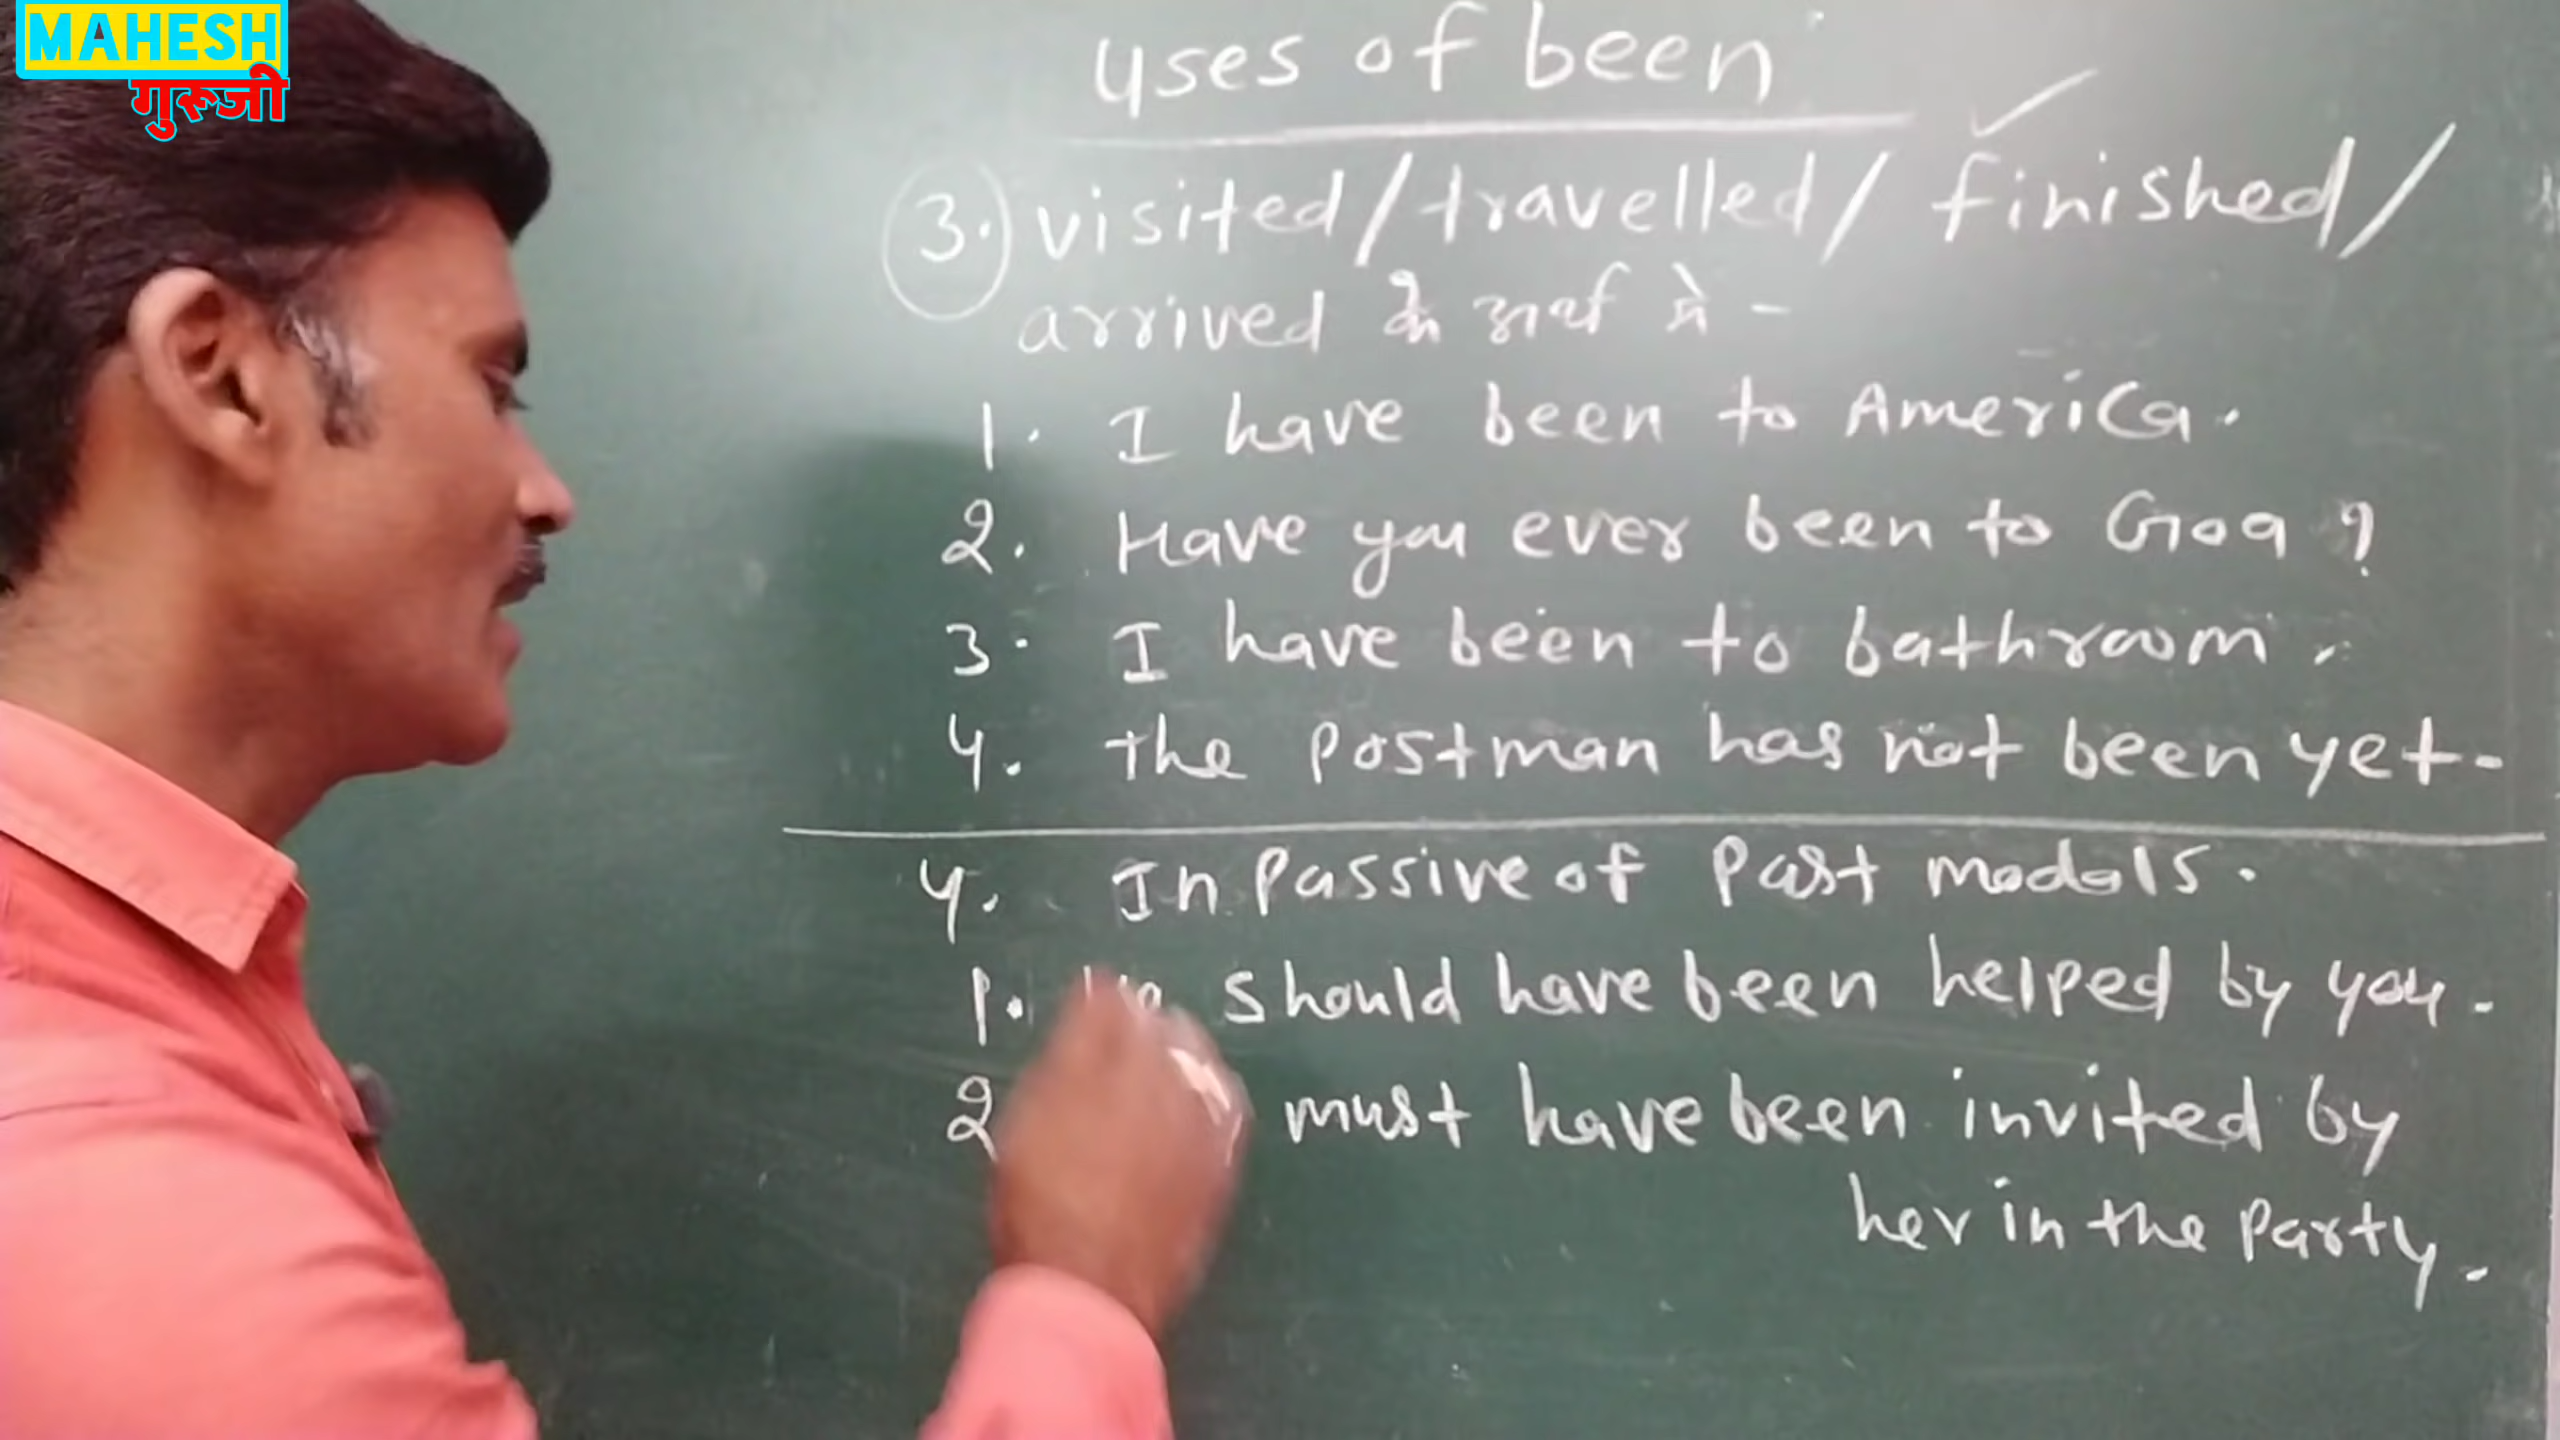 MAHESH
गुरूजी
uses of been
3. visited/travelled/ finished/
arrived के अर्थ में -
1. I have been to America.
2. Have you ever been to Goa ?
3. I have been to bathroom.
4. The postman has not been yet.
4. In Passive of Past modals.
1. should have been helped by you.
2 must have been invited by
her in the Party.